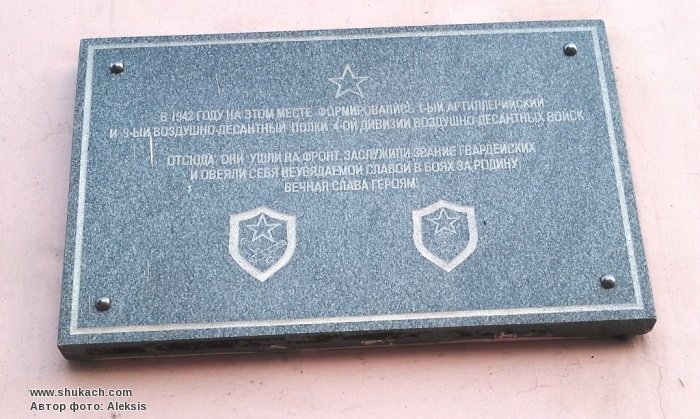 В 1942 ГОДУ НА ЭТОМ МЕСТЕ ФОРМИРОВАЛИСЬ 1-ЫЙ АРТИЛЛЕРИЙСКИЙ
И 9-ЫЙ ВОЗДУШНО-ДЕСАНТНЫЙ ПОЛКИ 4-ОЙ ДИВИЗИИ ВОЗДУШНО-ДЕСАНТНЫХ ВОЙСК.
ОТСЮДА ОНИ УШЛИ НА ФРОНТ, ЗАСЛУЖИЛИ ЗВАНИЕ ГВАРДЕЙСКИХ
И ОВЕЯЛИ СЕБЯ НЕУВЯДАЕМОЙ СЛАВОЙ В БОЯХ ЗА РОДИНУ.
ВЕЧНАЯ СЛАВА ГЕРОЯМ!
www.shukach.com
Автор фото: Aleksis